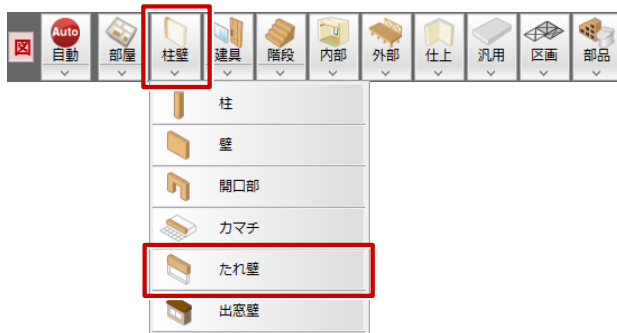 図 Auto 自動 部屋 柱壁 建具 階段 内部 外部 仕上 汎用 区画 部品
柱
壁
開口部
カマチ
たれ壁
出窓壁